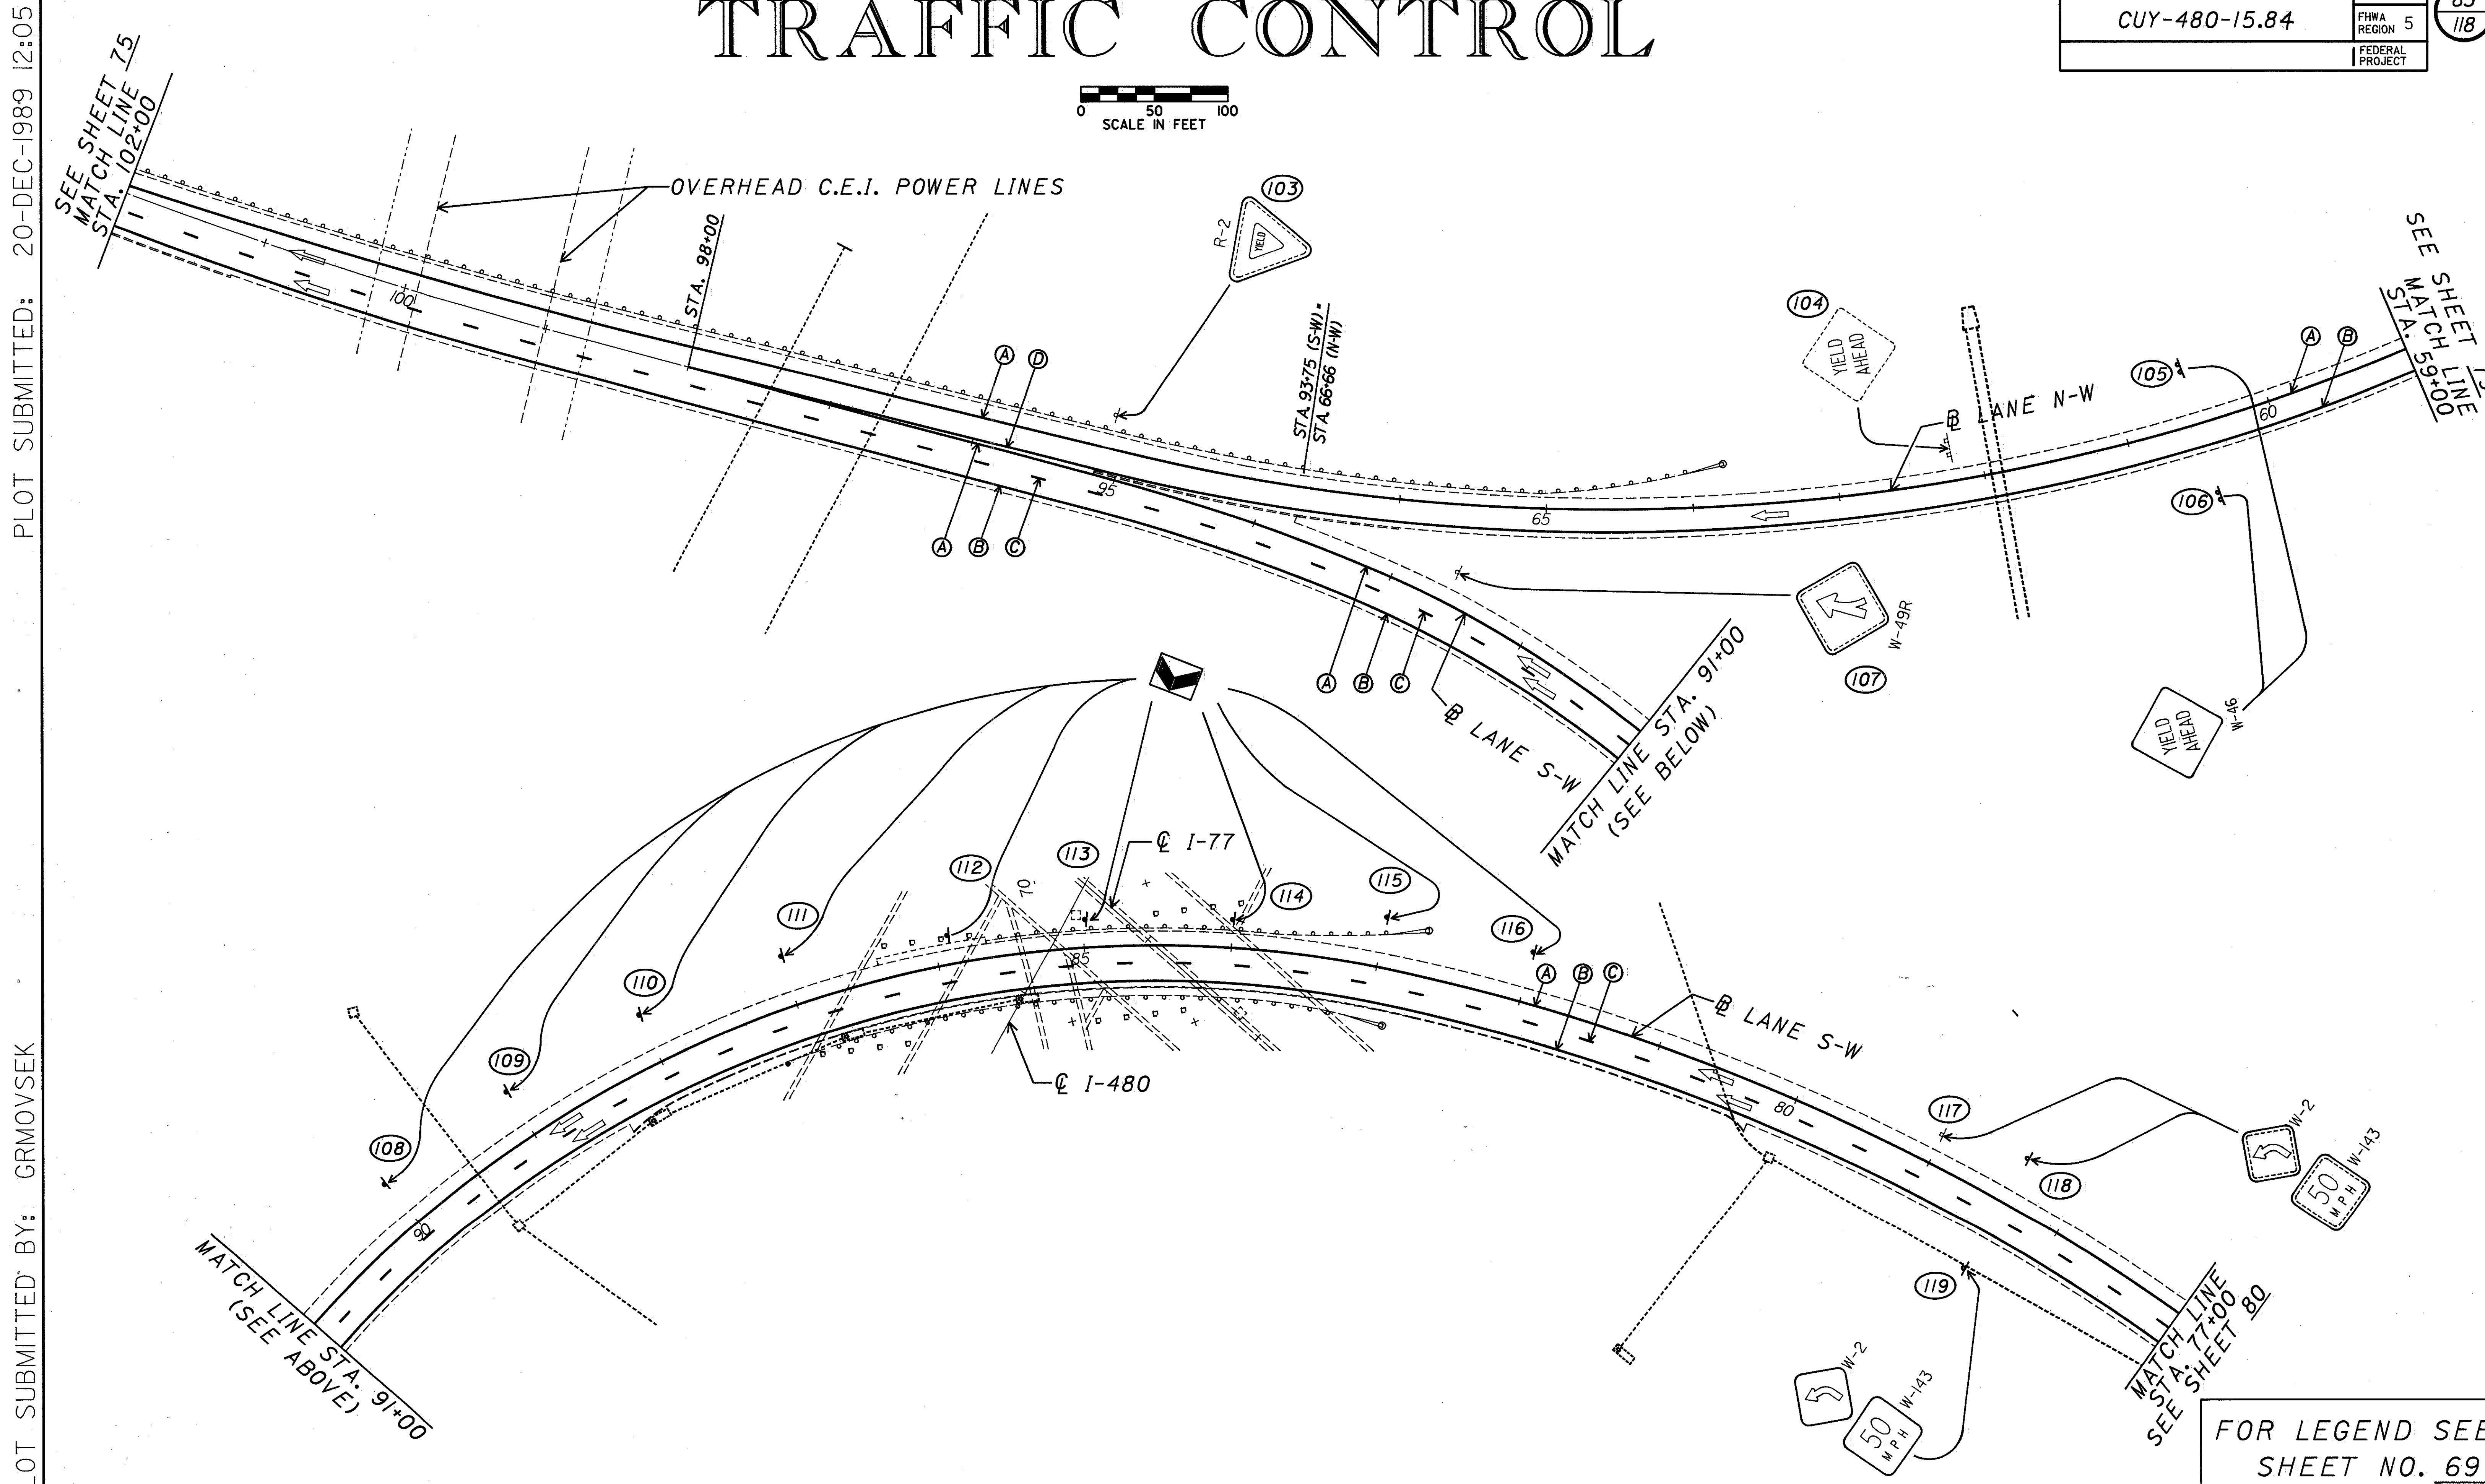 TRAFFIC CONTROL
0 50 100
SCALE IN FEET
CUY-480-15.84
FHWA
REGION 5
FEDERAL
PROJECT
118
PLOT SUBMITTED: 20-DEC-1989 12:05
SUBMITTED BY: GRMOVSEK
SEE SHEET 75
MATCH LINE
STA. 102+00
OVERHEAD C.E.I. POWER LINES
100
STA. 98+00
A
D
R-2
YIELD
103
STA. 93+75 (S-W)=
STA. 66+66 (N-W)
95
A
B
C
65
104
YIELD
AHEAD
BL LANE N-W
105
106
A
B
60
SEE SHEET
MATCH LINE
STA. 59+00
W-49R
107
YIELD
AHEAD
W-46
A
B
C
BL LANE S-W
MATCH LINE STA. 91+00
(SEE BELOW)
108
109
110
111
112
113
114
115
116
CL I-77
70
85
CL I-480
A
B
C
BL LANE S-W
80
117
118
W-2
50
MPH
W-143
119
W-2
50
MPH
W-143
90
MATCH LINE STA. 91+00
(SEE ABOVE)
MATCH LINE
STA. 77+00
SEE SHEET 80
FOR LEGEND SEE
SHEET NO. 69